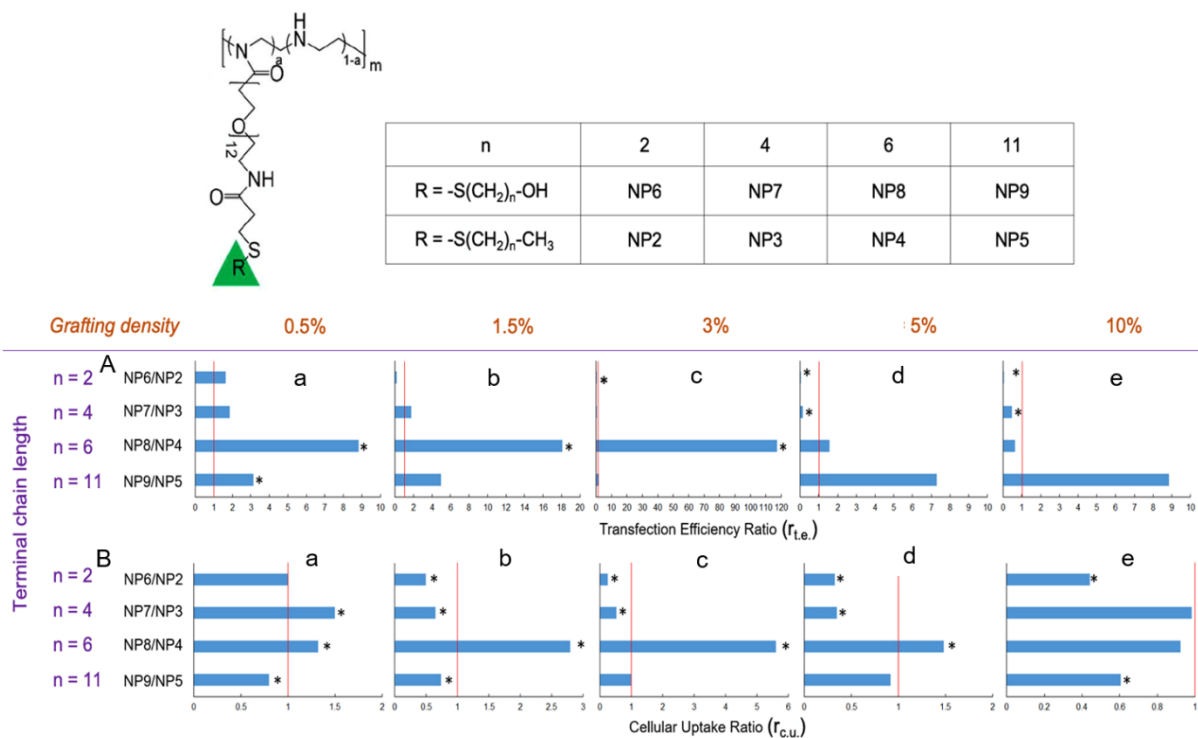 H
N
N
a
1-a
m
O
O
12
NH
O
S
R
n 2 4 6 11
R = -S(CH2)n-OH NP6 NP7 NP8 NP9
R = -S(CH2)n-CH3 NP2 NP3 NP4 NP5
Grafting density 0.5% 1.5% 3% : 5% 10%
Terminal chain length
A
a b c d e
n = 2 NP6/NP2 * * *
n = 4 NP7/NP3 * *
n = 6 NP8/NP4 * * *
n = 11 NP9/NP5 *
0 1 2 3 4 5 6 7 8 9 10 0 2 4 6 8 10 12 14 16 18 20 0 10 20 30 40 50 60 70 80 90 100 110 120 0 1 2 3 4 5 6 7 8 9 10 0 1 2 3 4 5 6 7 8 9 10
Transfection Efficiency Ratio (rt.e.)
B
a b c d e
n = 2 NP6/NP2 * * * *
n = 4 NP7/NP3 * * * *
n = 6 NP8/NP4 * * * *
n = 11 NP9/NP5 * * *
0 0.5 1 1.5 2 0 0.5 1 1.5 2 2.5 3 0 1 2 3 4 5 6 0 0.5 1 1.5 2 0 0.2 0.4 0.6 0.8 1
Cellular Uptake Ratio (rc.u.)